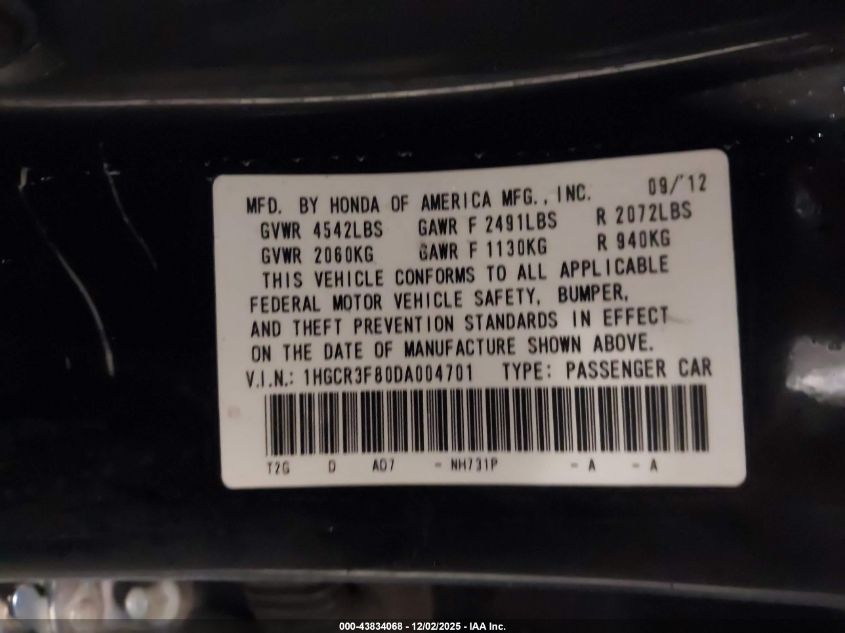 MFD. BY HONDA OF AMERICA MFG., INC. 09/'12
GVWR 4542LBS GAWR F 2491LBS R 2072LBS
GVWR 2060KG GAWR F 1130KG R 940KG
THIS VEHICLE CONFORMS TO ALL APPLICABLE
FEDERAL MOTOR VEHICLE SAFETY, BUMPER,
AND THEFT PREVENTION STANDARDS IN EFFECT
ON THE DATE OF MANUFACTURE SHOWN ABOVE.
V.I.N.: 1HGCR3F80DA004701 TYPE: PASSENGER CAR
T2G D AD7 - NH731P - A - A
000-43834068 - 12/02/2025 - IAA Inc.